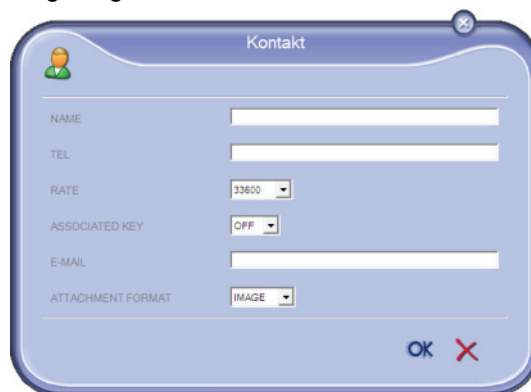 Kontakt
NAME
TEL
RATE 33600
ASSOCIATED KEY OFF
E-MAIL
ATTACHMENT FORMAT IMAGE
OK